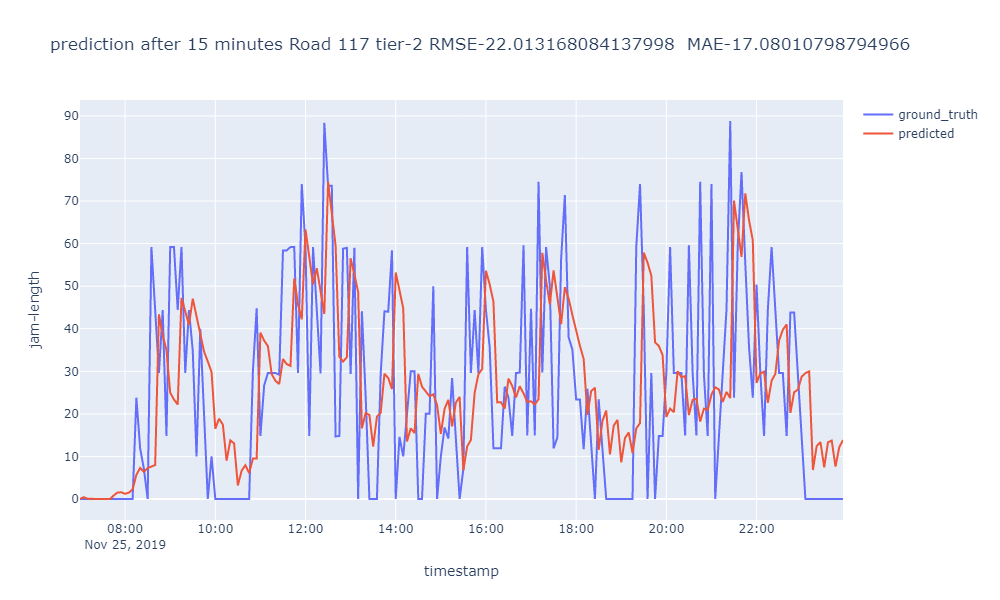 prediction after 15 minutes Road 117 tier-2 RMSE-22.013168084137998  MAE-17.08010798794966
ground_truth
predicted
90
80
70
60
50
40
30
20
10
0
jam-length
08:00 10:00 12:00 14:00 16:00 18:00 20:00 22:00
Nov 25, 2019
timestamp